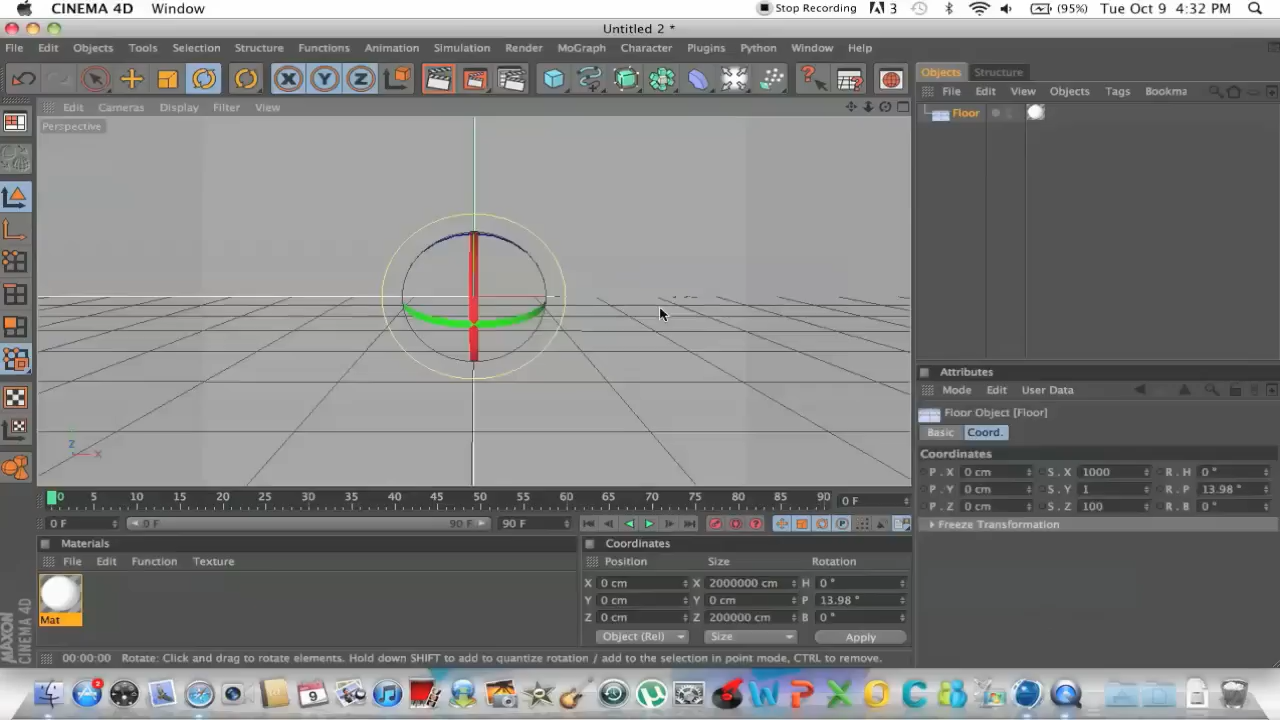 CINEMA 4D Window Stop Recording 3 (95%) Tue Oct 9 4:32 PM
Untitled 2 *
File Edit Objects Tools Selection Structure Functions Animation Simulation Render MoGraph Character Plugins Python Window Help
X Y Z
Objects Structure
File Edit View Objects Tags Bookma
Floor
Edit Cameras Display Filter View
Perspective
Z
X
Attributes
Mode Edit User Data
Floor Object [Floor]
Basic Coord.
Coordinates
P . X 0 cm S . X 1000 R . H 0 °
P . Y 0 cm S . Y 1 R . P 13.98 °
P . Z 0 cm S . Z 100 R . B 0 °
Freeze Transformation
0 5 10 15 20 25 30 35 40 45 50 55 60 65 70 75 80 85 90 0 F
0 F 0 F 90 F 90 F
Materials
File Edit Function Texture
Mat
Coordinates
Position Size Rotation
X 0 cm X 2000000 cm H 0 °
Y 0 cm Y 0 cm P 13.98 °
Z 0 cm Z 200000 cm B 0 °
Object (Rel) Size Apply
MAXON CINEMA 4D
00:00:00 Rotate: Click and drag to rotate elements. Hold down SHIFT to add to quantize rotation / add to the selection in point mode, CTRL to remove.
2 9